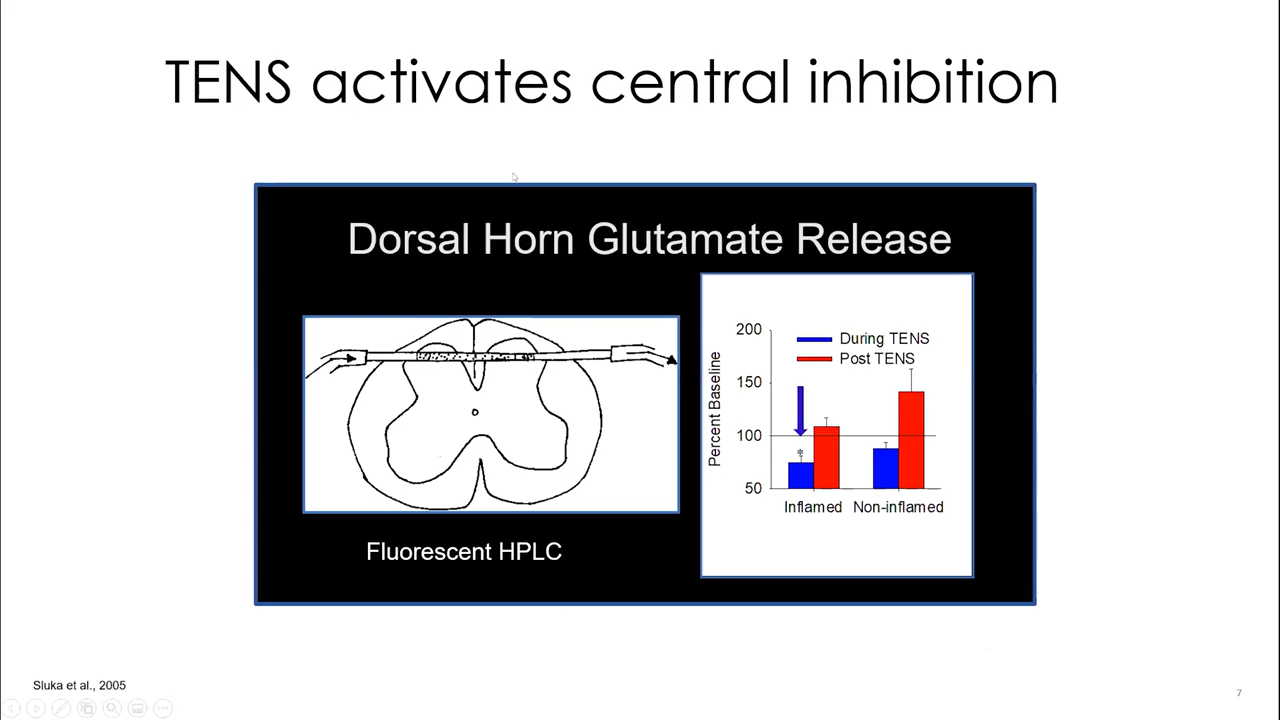 TENS activates central inhibition
Dorsal Horn Glutamate Release
Fluorescent HPLC
Percent Baseline
200
150
100
50
During TENS
Post TENS
*
Inflamed
Non-inflamed
Sluka et al., 2005
7